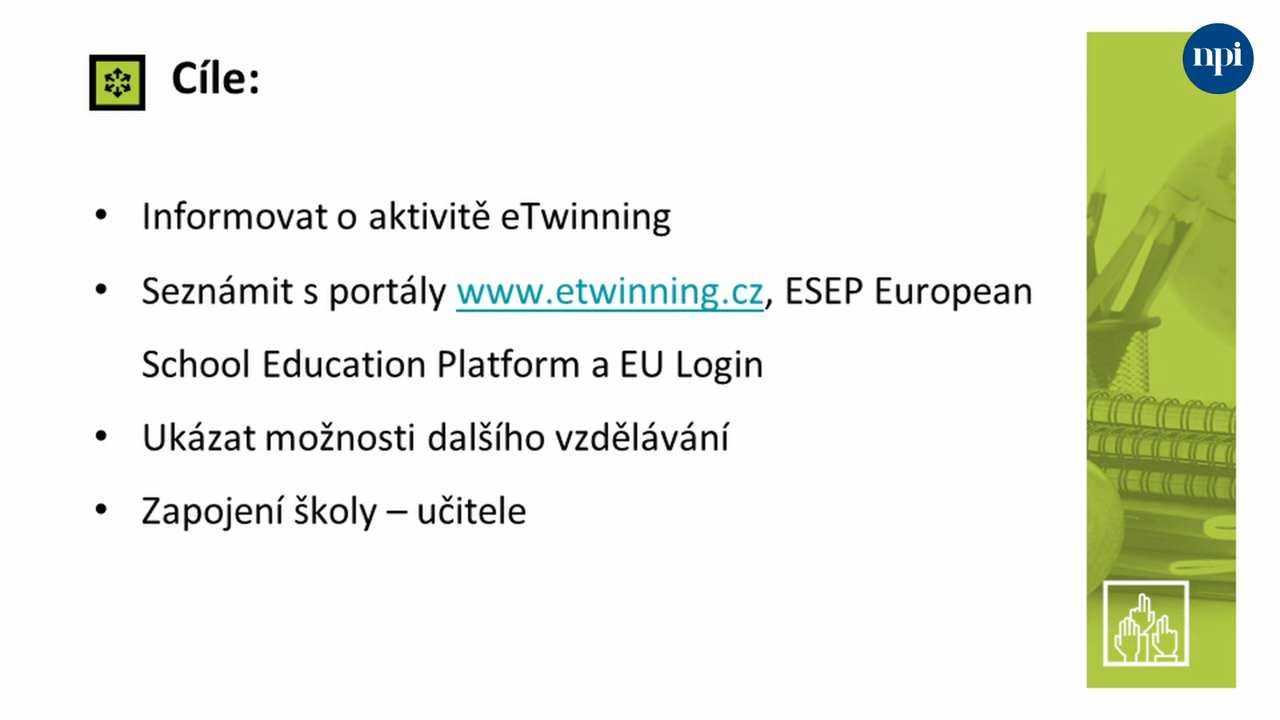 npi
Cíle:
• Informovat o aktivitě eTwinning
• Seznámit s portály www.etwinning.cz, ESEP European
School Education Platform a EU Login
• Ukázat možnosti dalšího vzdělávání
• Zapojení školy – učitele